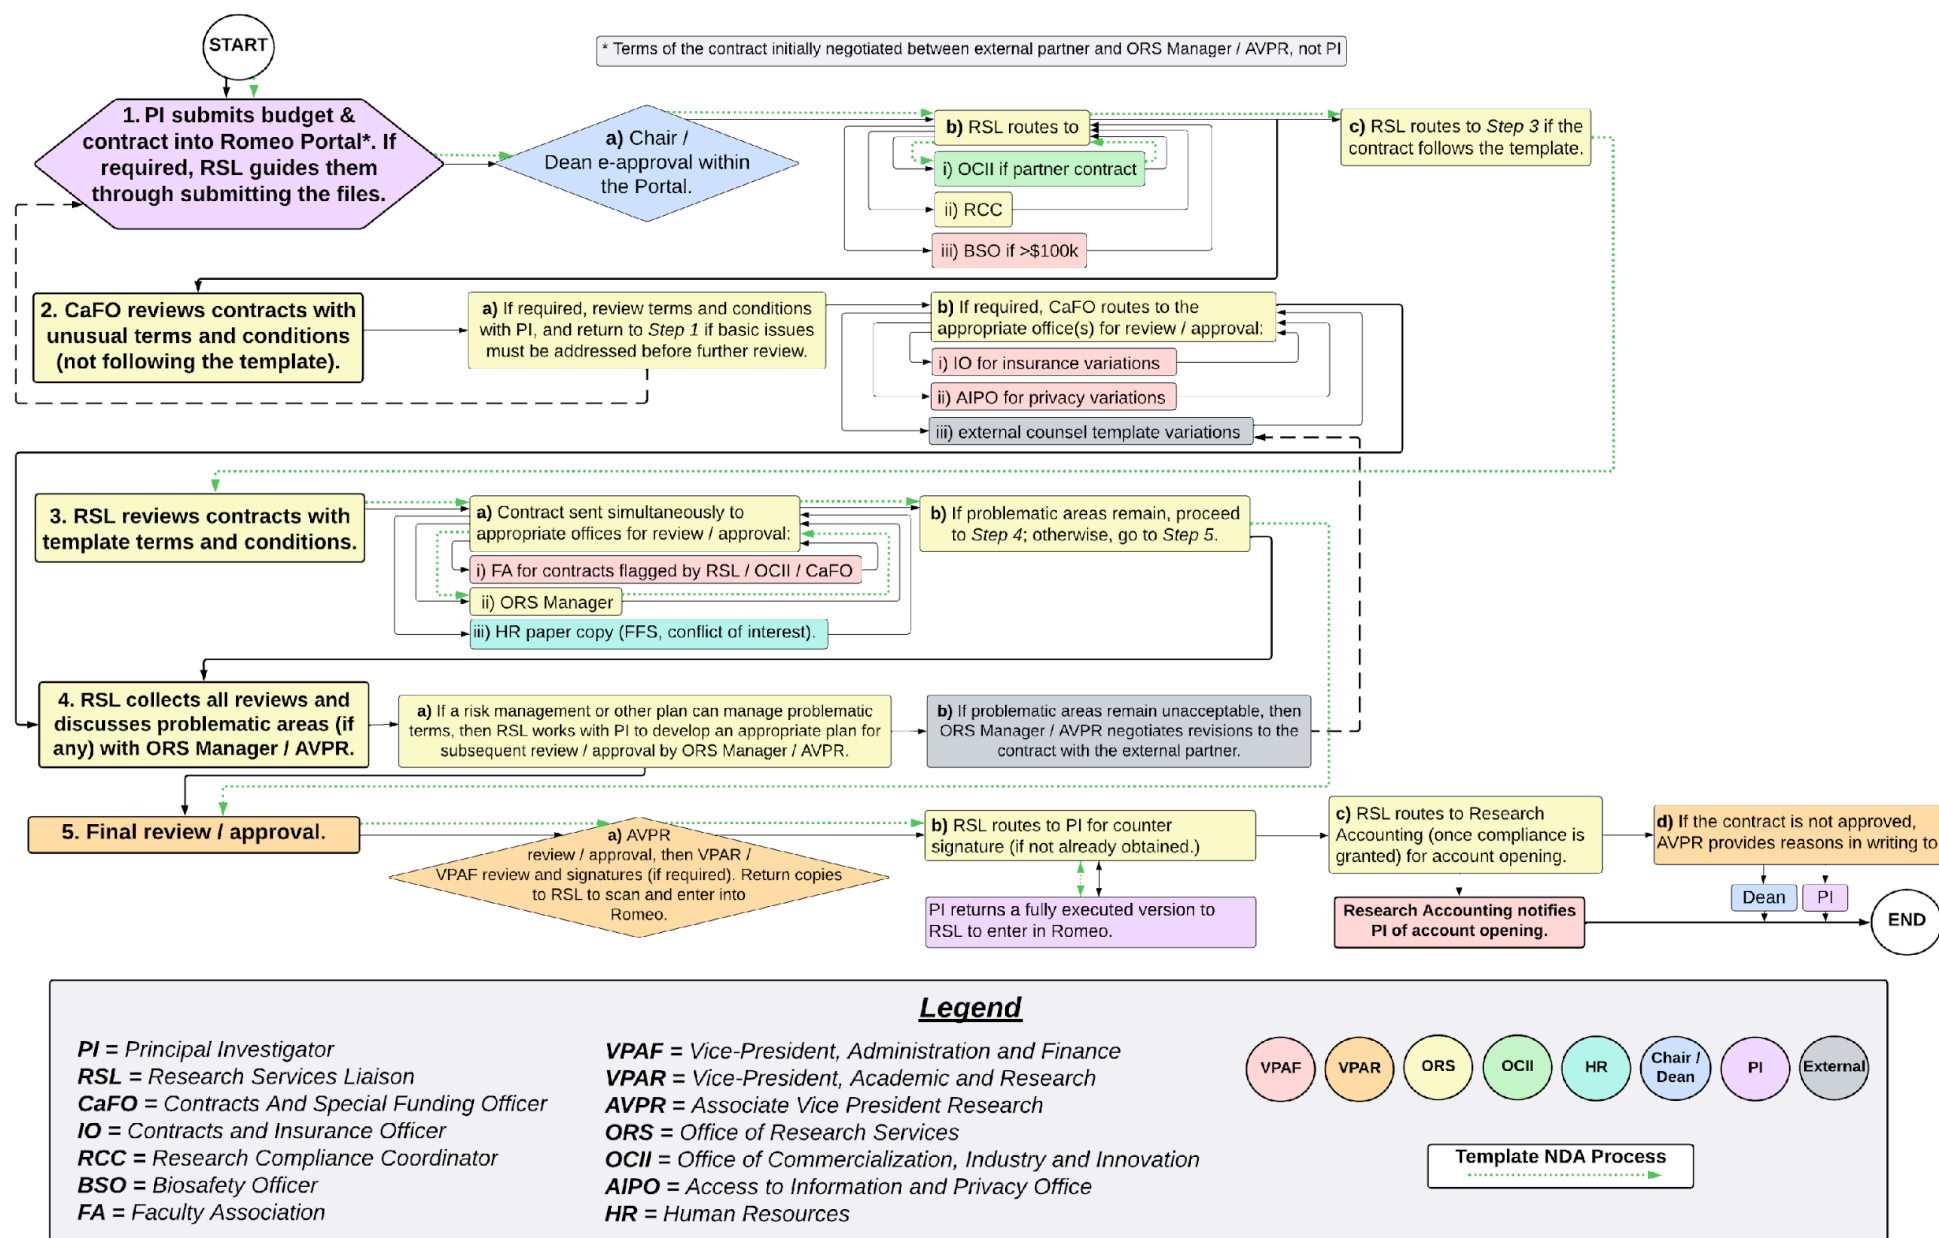 START
* Terms of the contract initially negotiated between external partner and ORS Manager / AVPR, not PI
1. PI submits budget &
contract into Romeo Portal*. If
required, RSL guides them
through submitting the files.
a) Chair /
Dean e-approval within
the Portal.
b) RSL routes to
i) OCII if partner contract
ii) RCC
iii) BSO if >$100k
c) RSL routes to Step 3 if the
contract follows the template.
2. CaFO reviews contracts with
unusual terms and conditions
(not following the template).
a) If required, review terms and conditions
with PI, and return to Step 1 if basic issues
must be addressed before further review.
b) If required, CaFO routes to the
appropriate office(s) for review / approval:
i) IO for insurance variations
ii) AIPO for privacy variations
iii) external counsel template variations
3. RSL reviews contracts with
template terms and conditions.
a) Contract sent simultaneously to
appropriate offices for review / approval:
i) FA for contracts flagged by RSL / OCII / CaFO
ii) ORS Manager
iii) HR paper copy (FFS, conflict of interest).
b) If problematic areas remain, proceed
to Step 4; otherwise, go to Step 5.
4. RSL collects all reviews and
discusses problematic areas (if
any) with ORS Manager / AVPR.
a) If a risk management or other plan can manage problematic
terms, then RSL works with PI to develop an appropriate plan for
subsequent review / approval by ORS Manager / AVPR.
b) If problematic areas remain unacceptable, then
ORS Manager / AVPR negotiates revisions to the
contract with the external partner.
5. Final review / approval.
a) AVPR
review / approval, then VPAR /
VPAF review and signatures (if required). Return copies
to RSL to scan and enter into
Romeo.
b) RSL routes to PI for counter
signature (if not already obtained.)
PI returns a fully executed version to
RSL to enter in Romeo.
c) RSL routes to Research
Accounting (once compliance is
granted) for account opening.
Research Accounting notifies
PI of account opening.
d) If the contract is not approved,
AVPR provides reasons in writing to
Dean
PI
END
Legend
PI = Principal Investigator
RSL = Research Services Liaison
CaFO = Contracts And Special Funding Officer
IO = Contracts and Insurance Officer
RCC = Research Compliance Coordinator
BSO = Biosafety Officer
FA = Faculty Association
VPAF = Vice-President, Administration and Finance
VPAR = Vice-President, Academic and Research
AVPR = Associate Vice President Research
ORS = Office of Research Services
OCII = Office of Commercialization, Industry and Innovation
AIPO = Access to Information and Privacy Office
HR = Human Resources
VPAF
VPAR
ORS
OCII
HR
Chair /
Dean
PI
External
Template NDA Process